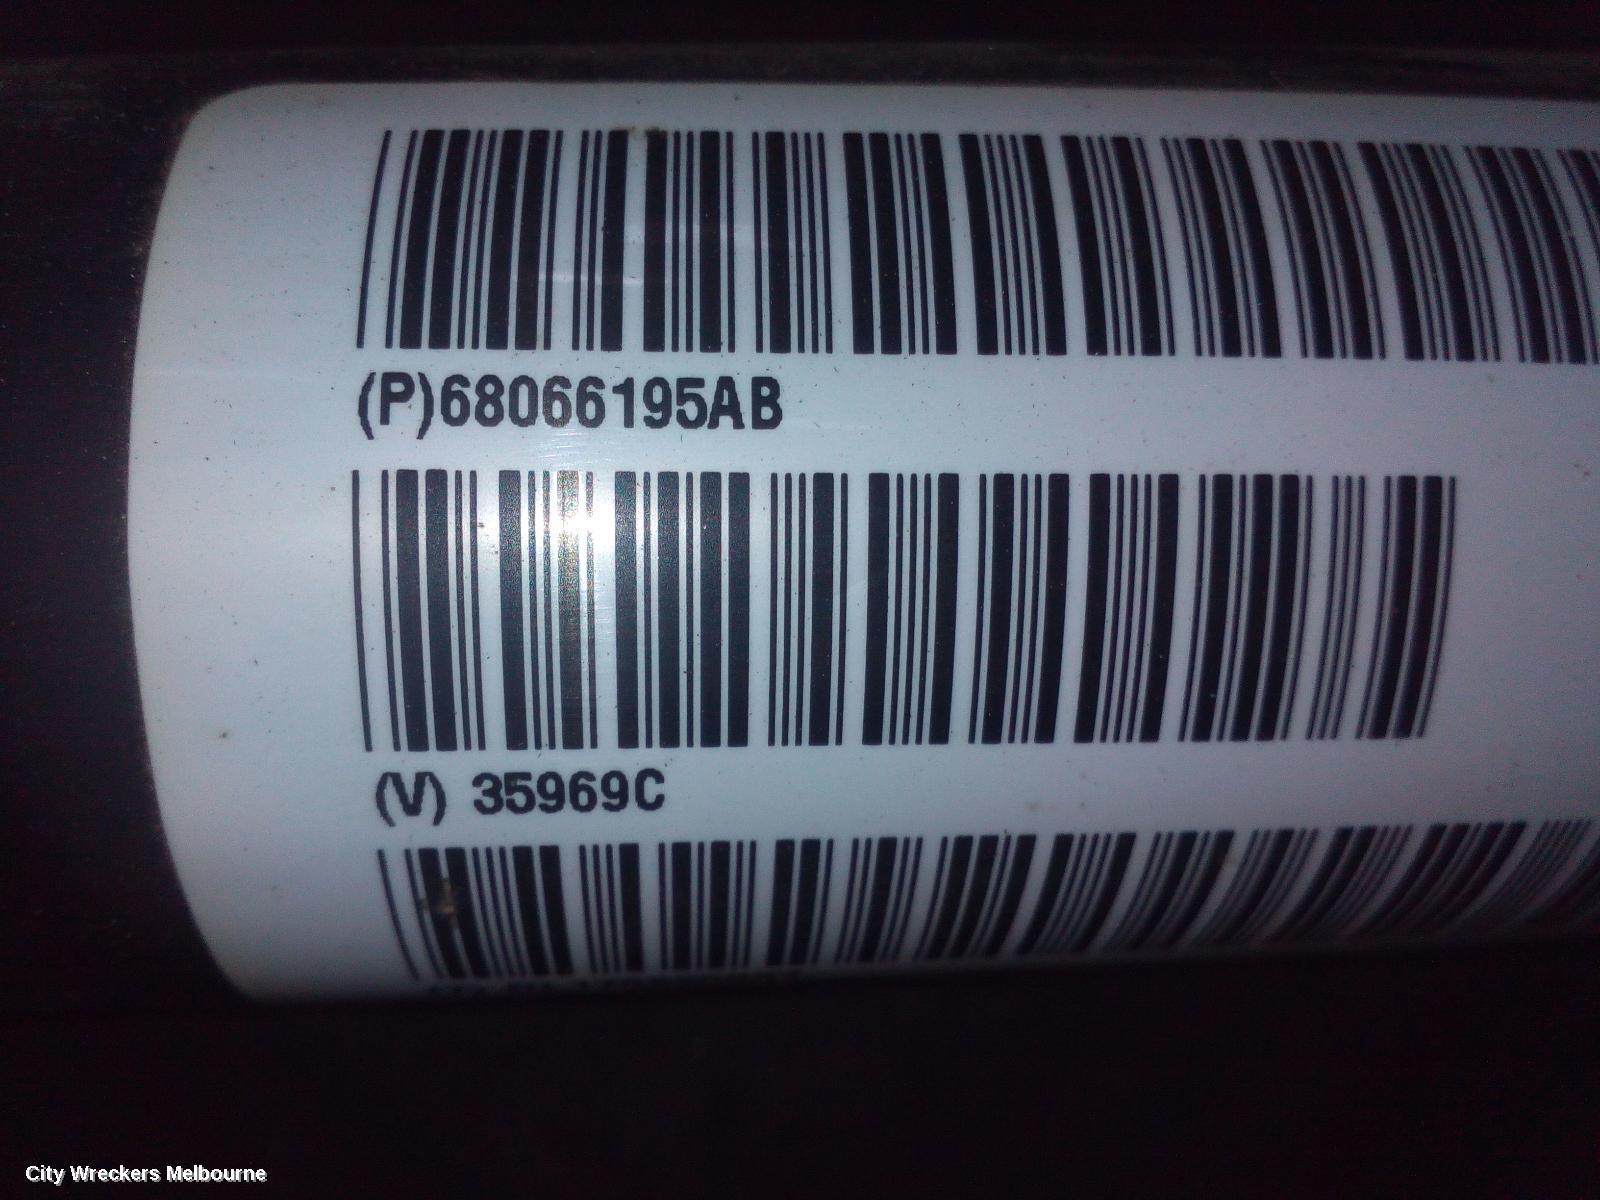 (P)68066195AB
(V) 35969C
City Wreckers Melbourne